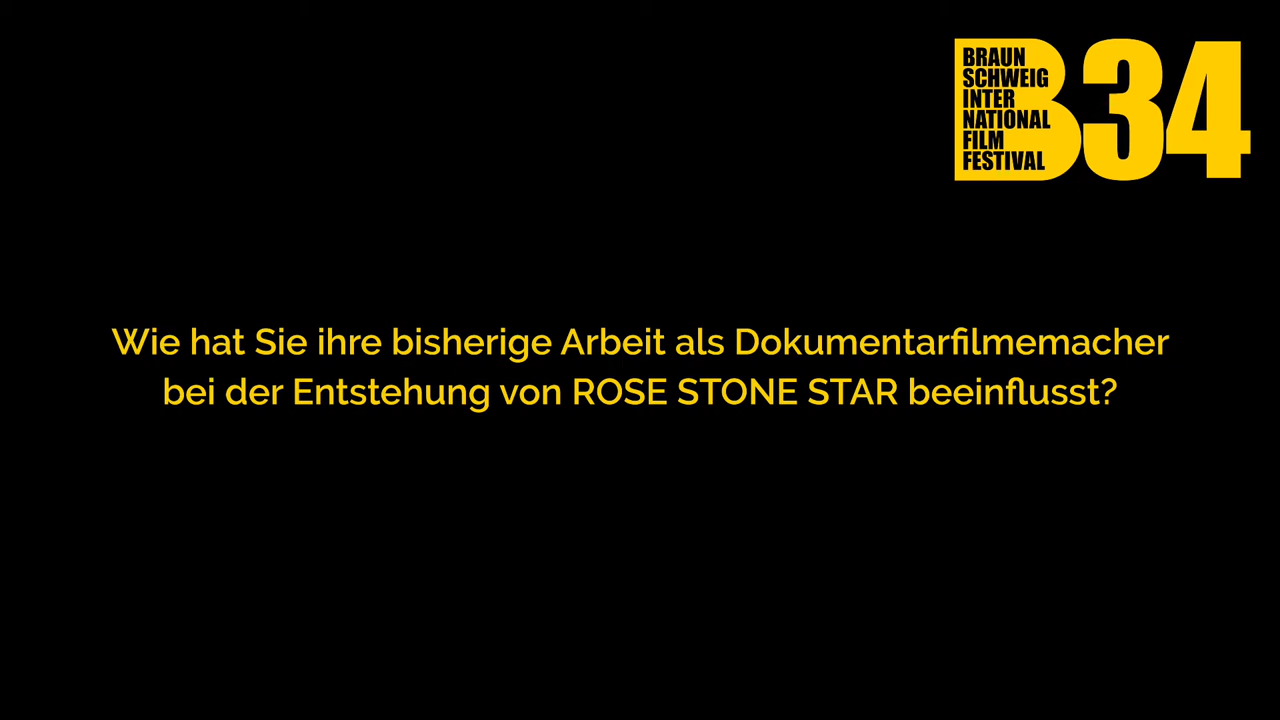 BRAUN
SCHWEIG
INTER
NATIONAL
FILM
FESTIVAL
B34
Wie hat Sie ihre bisherige Arbeit als Dokumentarfilmemacher
bei der Entstehung von ROSE STONE STAR beeinflusst?